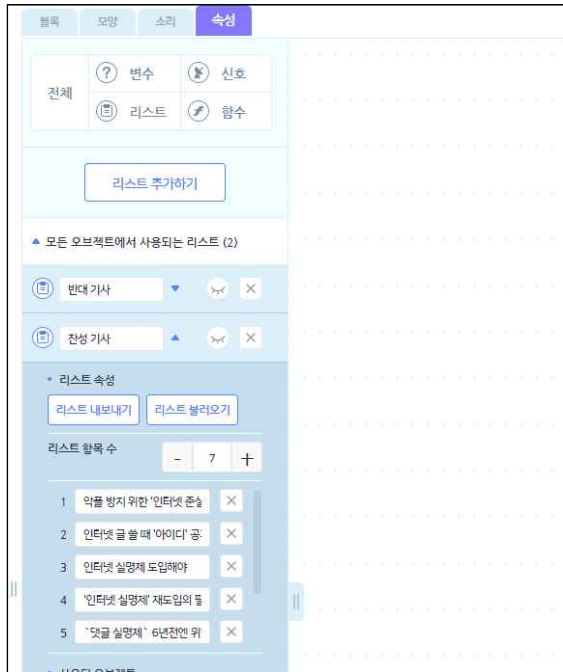 블록 모양 소리 속성
전체 변수 신호
리스트 함수
리스트 추가하기
▲ 모든 오브젝트에서 사용되는 리스트 (2)
반대 기사
찬성 기사
• 리스트 속성
리스트 내보내기 리스트 불러오기
리스트 항목 수
- 7 +
1 악플 방지 위한 '인터넷 준실
2 인터넷 글 쓸 때 '아이디'
3 인터넷 실명제 도입해야
4 '인터넷 실명제' 재도입의
5 `댓글 실명제` 6년전엔 위